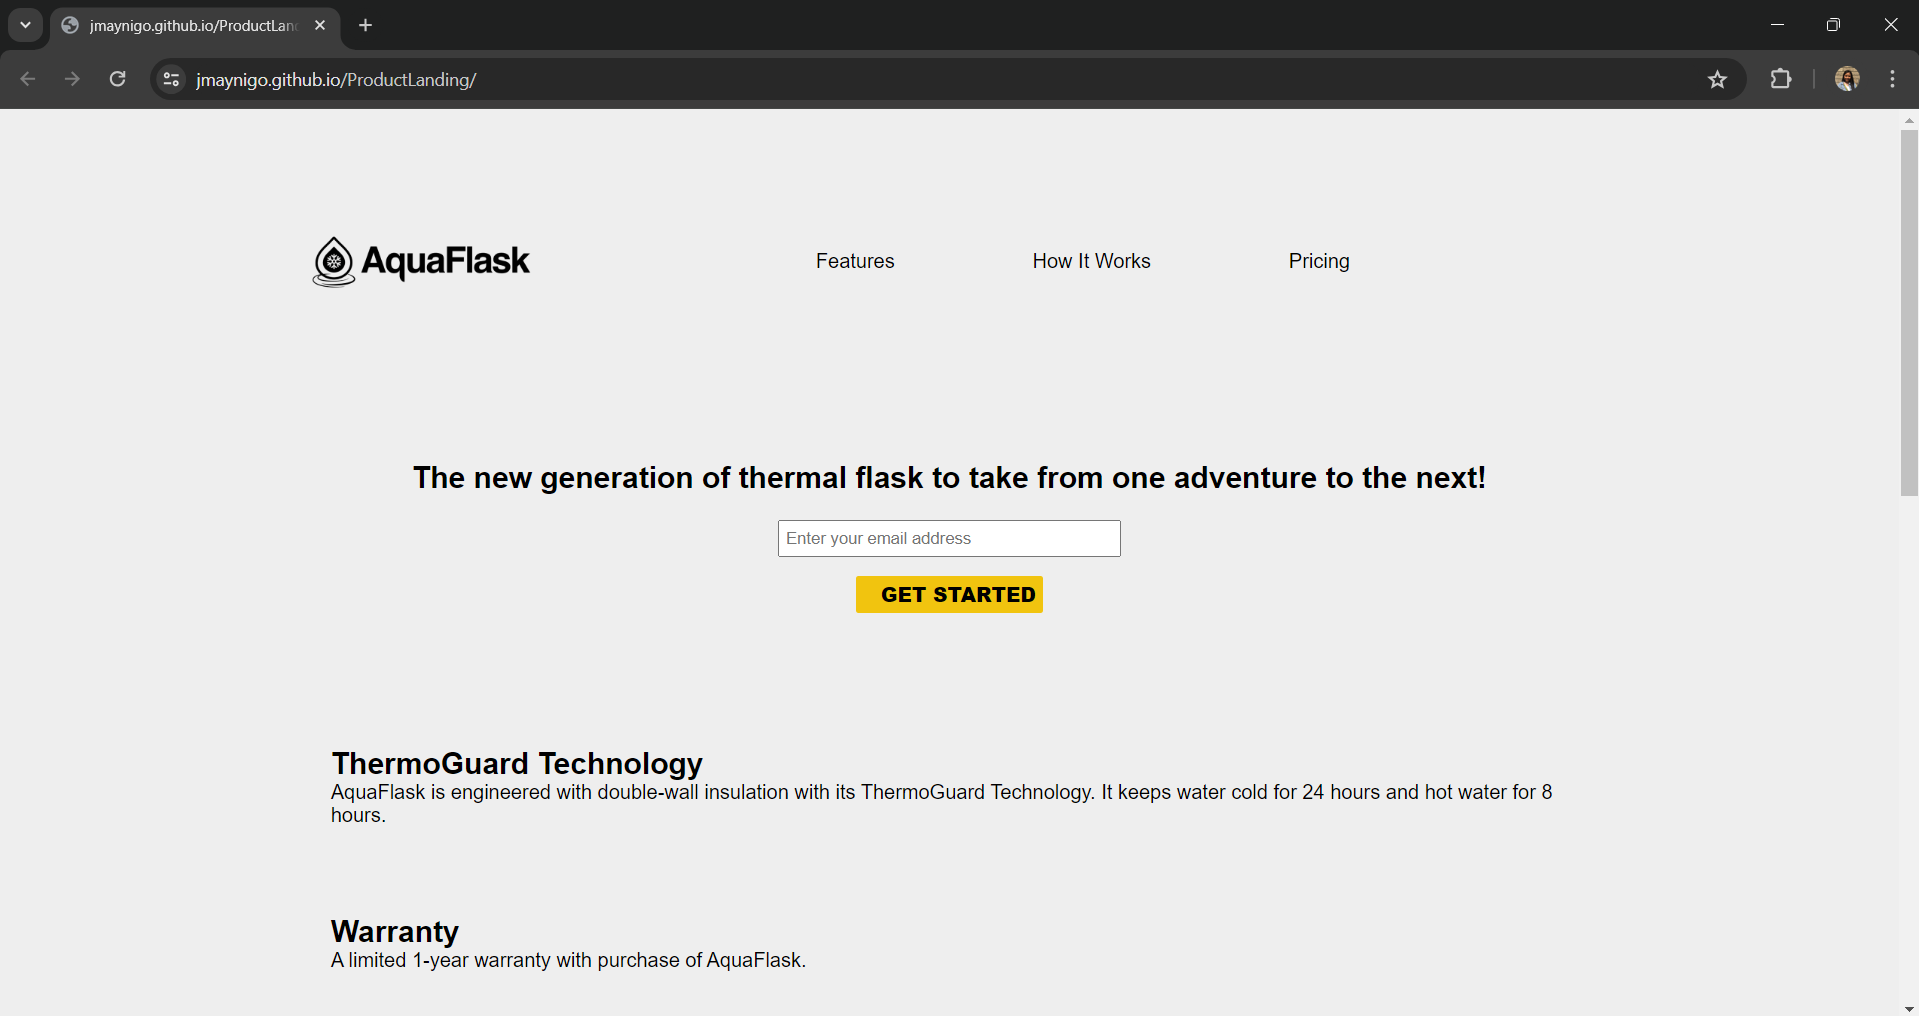 jmaynigo.github.io/ProductLan
jmaynigo.github.io/ProductLanding/
AquaFlask
Features
How It Works
Pricing
The new generation of thermal flask to take from one adventure to the next!
Enter your email address
GET STARTED
ThermoGuard Technology
AquaFlask is engineered with double-wall insulation with its ThermoGuard Technology. It keeps water cold for 24 hours and hot water for 8
hours.
Warranty
A limited 1-year warranty with purchase of AquaFlask.